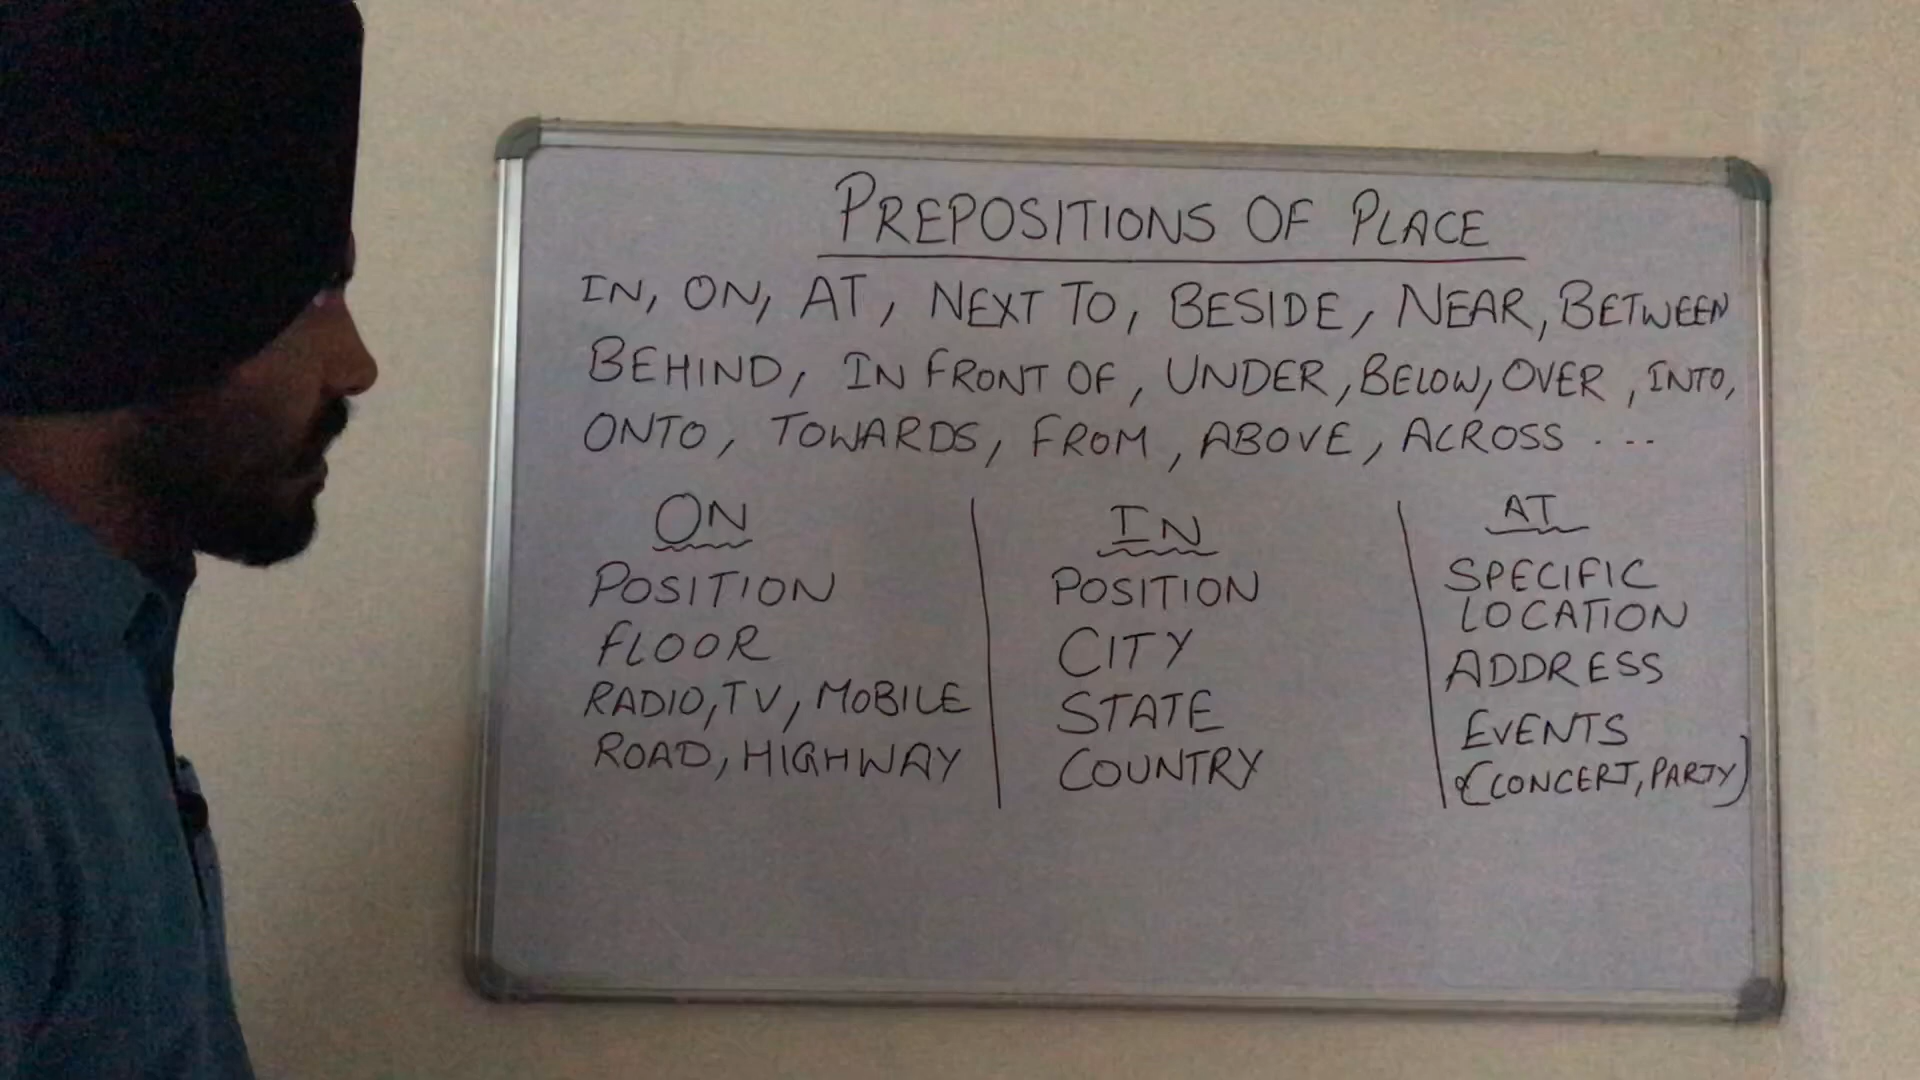 PREPOSITIONS OF PLACE
IN, ON, AT, NEXT TO, BESIDE, NEAR, BETWEEN
BEHIND, IN FRONT OF, UNDER, BELOW, OVER, INTO,
ONTO, TOWARDS, FROM, ABOVE, ACROSS ....
ON
POSITION
FLOOR
RADIO, TV, MOBILE
ROAD, HIGHWAY
IN
POSITION
CITY
STATE
COUNTRY
AT
SPECIFIC
LOCATION
ADDRESS
EVENTS
(CONCERT, PARTY)